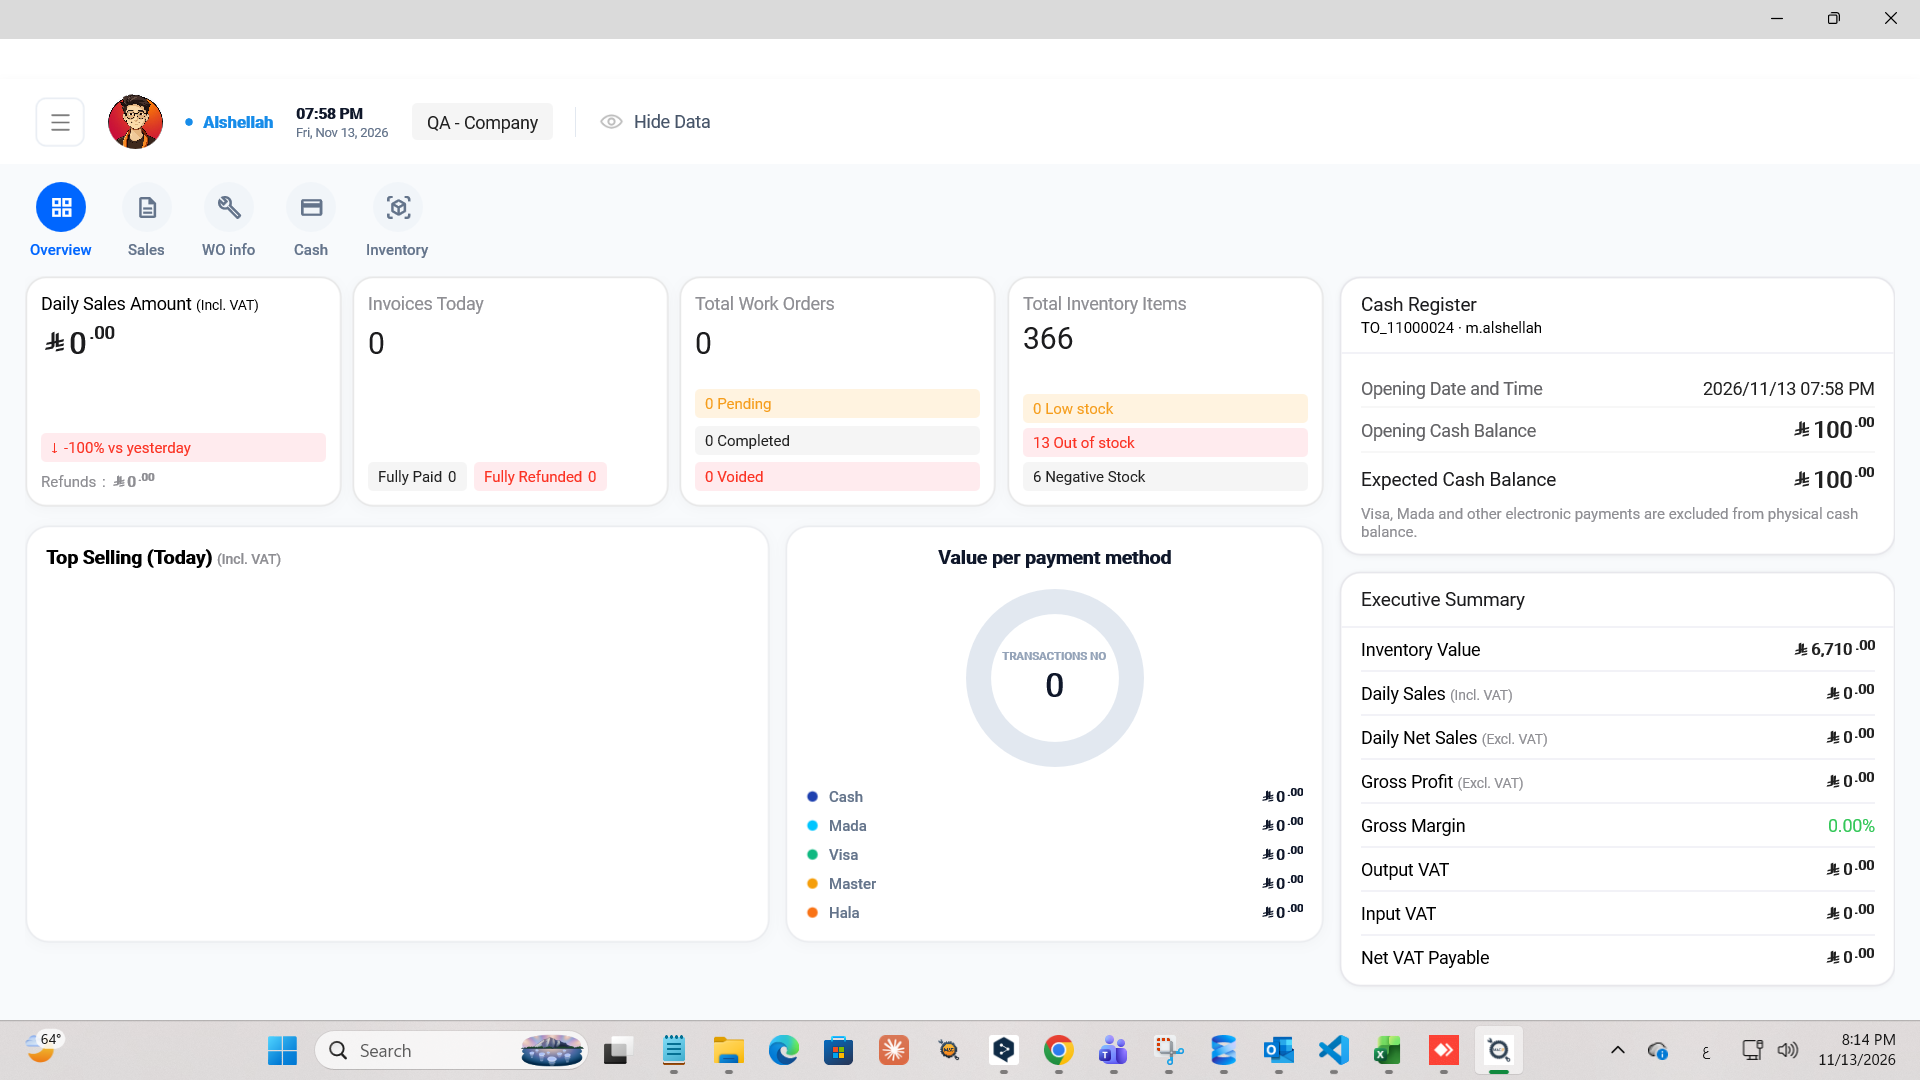 Alshellah
07:58 PM
Fri, Nov 13, 2026
QA - Company
Hide Data
Overview
Sales
WO info
Cash
Inventory
Daily Sales Amount (Incl. VAT)
⃁ 0.00
↓ -100% vs yesterday
Refunds : ⃁ 0.00
Invoices Today
0
Fully Paid 0
Fully Refunded 0
Total Work Orders
0
0 Pending
0 Completed
0 Voided
Total Inventory Items
366
0 Low stock
13 Out of stock
6 Negative Stock
Cash Register
TO_11000024 · m.alshellah
Opening Date and Time 2026/11/13 07:58 PM
Opening Cash Balance ⃁ 100.00
Expected Cash Balance ⃁ 100.00
Visa, Mada and other electronic payments are excluded from physical cash
balance.
Top Selling (Today) (Incl. VAT)
Value per payment method
TRANSACTIONS NO
0
Cash ⃁ 0.00
Mada ⃁ 0.00
Visa ⃁ 0.00
Master ⃁ 0.00
Hala ⃁ 0.00
Executive Summary
Inventory Value ⃁ 6,710.00
Daily Sales (Incl. VAT) ⃁ 0.00
Daily Net Sales (Excl. VAT) ⃁ 0.00
Gross Profit (Excl. VAT) ⃁ 0.00
Gross Margin 0.00%
Output VAT ⃁ 0.00
Input VAT ⃁ 0.00
Net VAT Payable ⃁ 0.00
64°
Search
ع
8:14 PM
11/13/2026